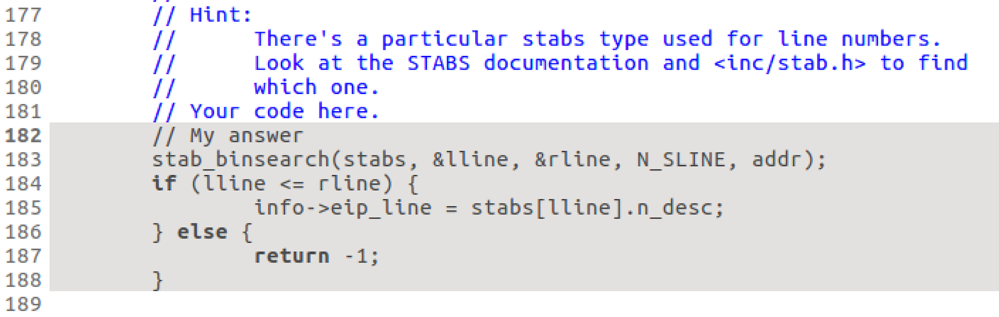 177 // Hint:
178 //      There's a particular stabs type used for line numbers.
179 //      Look at the STABS documentation and <inc/stab.h> to find
180 //      which one.
181 // Your code here.
182 // My answer
183 stab_binsearch(stabs, &lline, &rline, N_SLINE, addr);
184 if (lline <= rline) {
185         info->eip_line = stabs[lline].n_desc;
186 } else {
187         return -1;
188 }
189